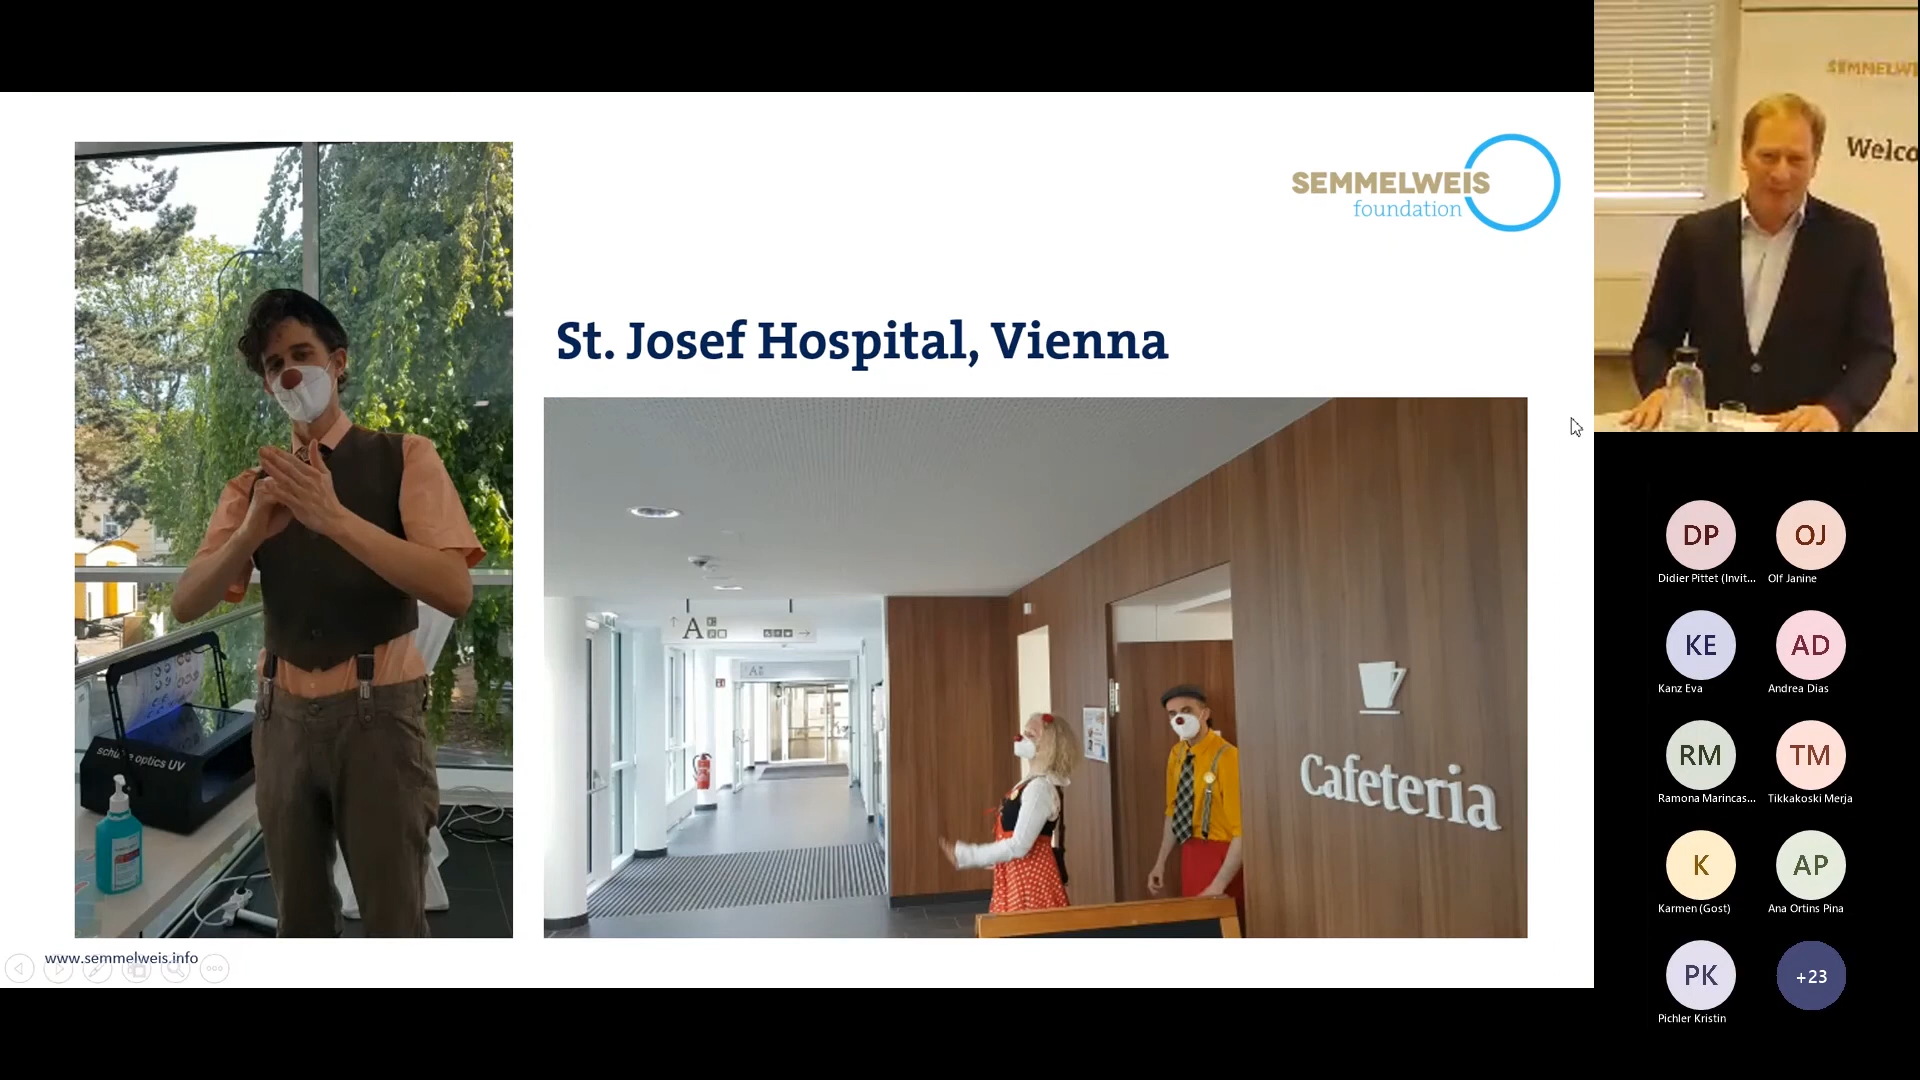 SEMMELWEIS
foundation
St. Josef Hospital, Vienna
A
A
Cafeteria
optics UV
www.semmelweis.info
Welco
DP
Didier Pittet (Invit...
OJ
Olf Janine
KE
Kanz Eva
AD
Andrea Dias
RM
Ramona Marincas...
TM
Tikkakoski Merja
K
Karmen (Gost)
AP
Ana Ortins Pina
PK
Pichler Kristin
+23